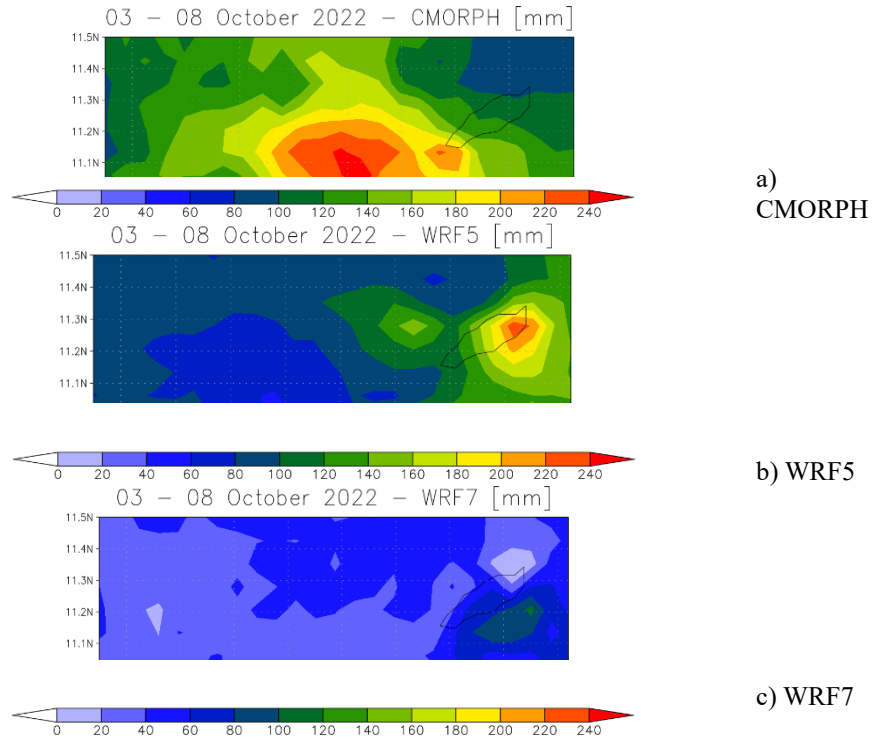 03 – 08 October 2022 – CMORPH [mm]
11.5N
11.4N
11.3N
11.2N
11.1N
0 20 40 60 80 100 120 140 160 180 200 220 240
a)
CMORPH
03 – 08 October 2022 – WRF5 [mm]
11.5N
11.4N
11.3N
11.2N
11.1N
0 20 40 60 80 100 120 140 160 180 200 220 240
b) WRF5
03 – 08 October 2022 – WRF7 [mm]
11.5N
11.4N
11.3N
11.2N
11.1N
0 20 40 60 80 100 120 140 160 180 200 220 240
c) WRF7